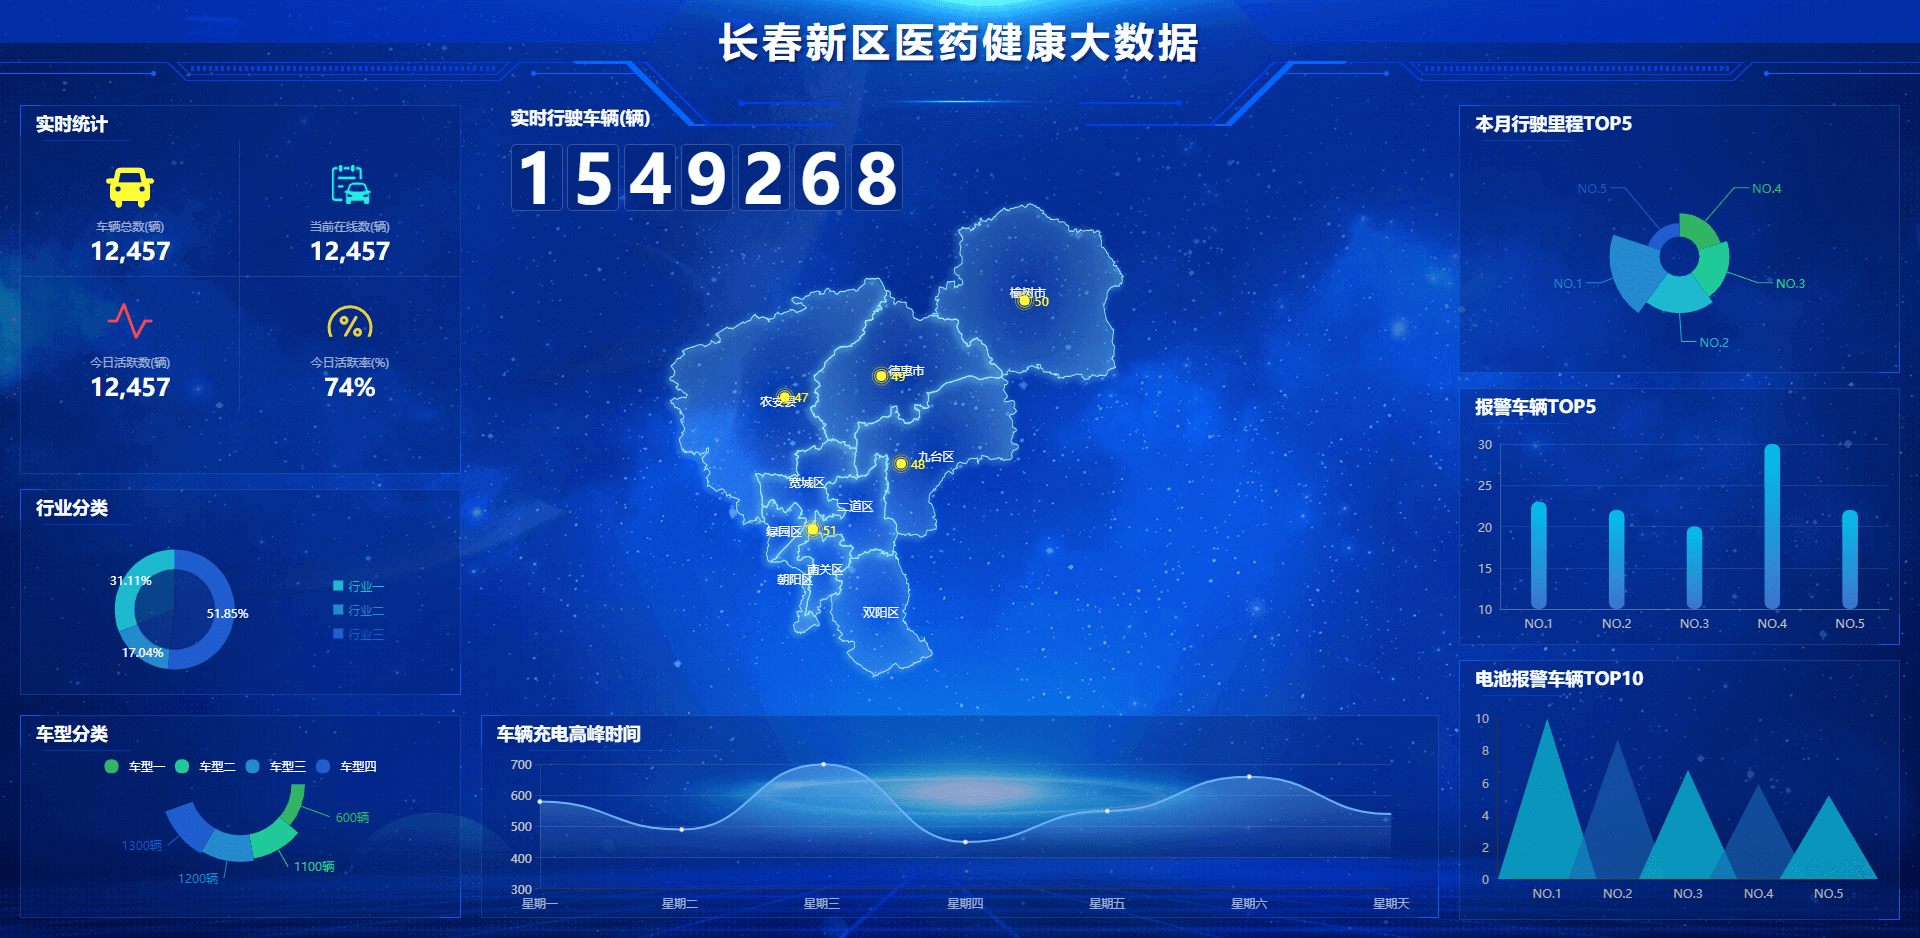 长春新区医药健康大数据
实时统计
车辆总数(辆)
12,457
当前在线数(辆)
12,457
今日活跃数(辆)
12,457
今日活跃率(%)
74%
行业分类
31.11%
51.85%
17.04%
行业一
行业二
行业三
车型分类
车型一 车型二 车型三 车型四
600辆
1300辆
1100辆
1200辆
实时行驶车辆(辆)
1549268
榆树市
50
德惠市
49
农安县
47
九台区
48
宽城区
二道区
绿园区
51
南关区
朝阳区
双阳区
车辆充电高峰时间
700
600
500
400
300
星期一 星期二 星期三 星期四 星期五 星期六 星期天
本月行驶里程TOP5
NO.5
NO.4
NO.1
NO.3
NO.2
报警车辆TOP5
30
25
20
15
10
NO.1 NO.2 NO.3 NO.4 NO.5
电池报警车辆TOP10
10
8
6
4
2
0
NO.1 NO.2 NO.3 NO.4 NO.5